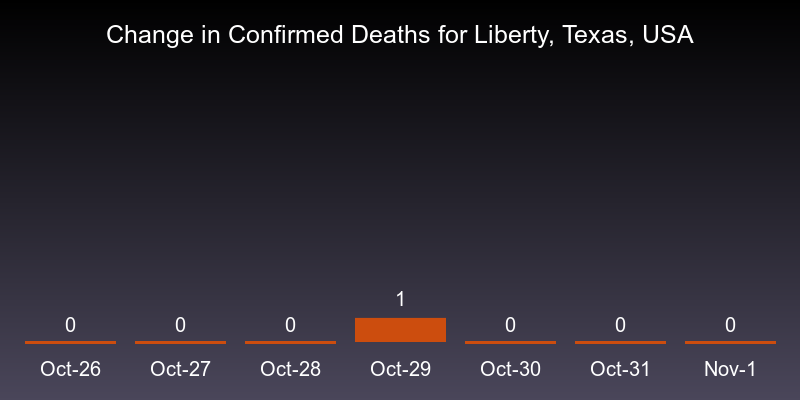 Change in Confirmed Deaths for Liberty, Texas, USA
1
0 0 0 0 0 0
Oct-26 Oct-27 Oct-28 Oct-29 Oct-30 Oct-31 Nov-1